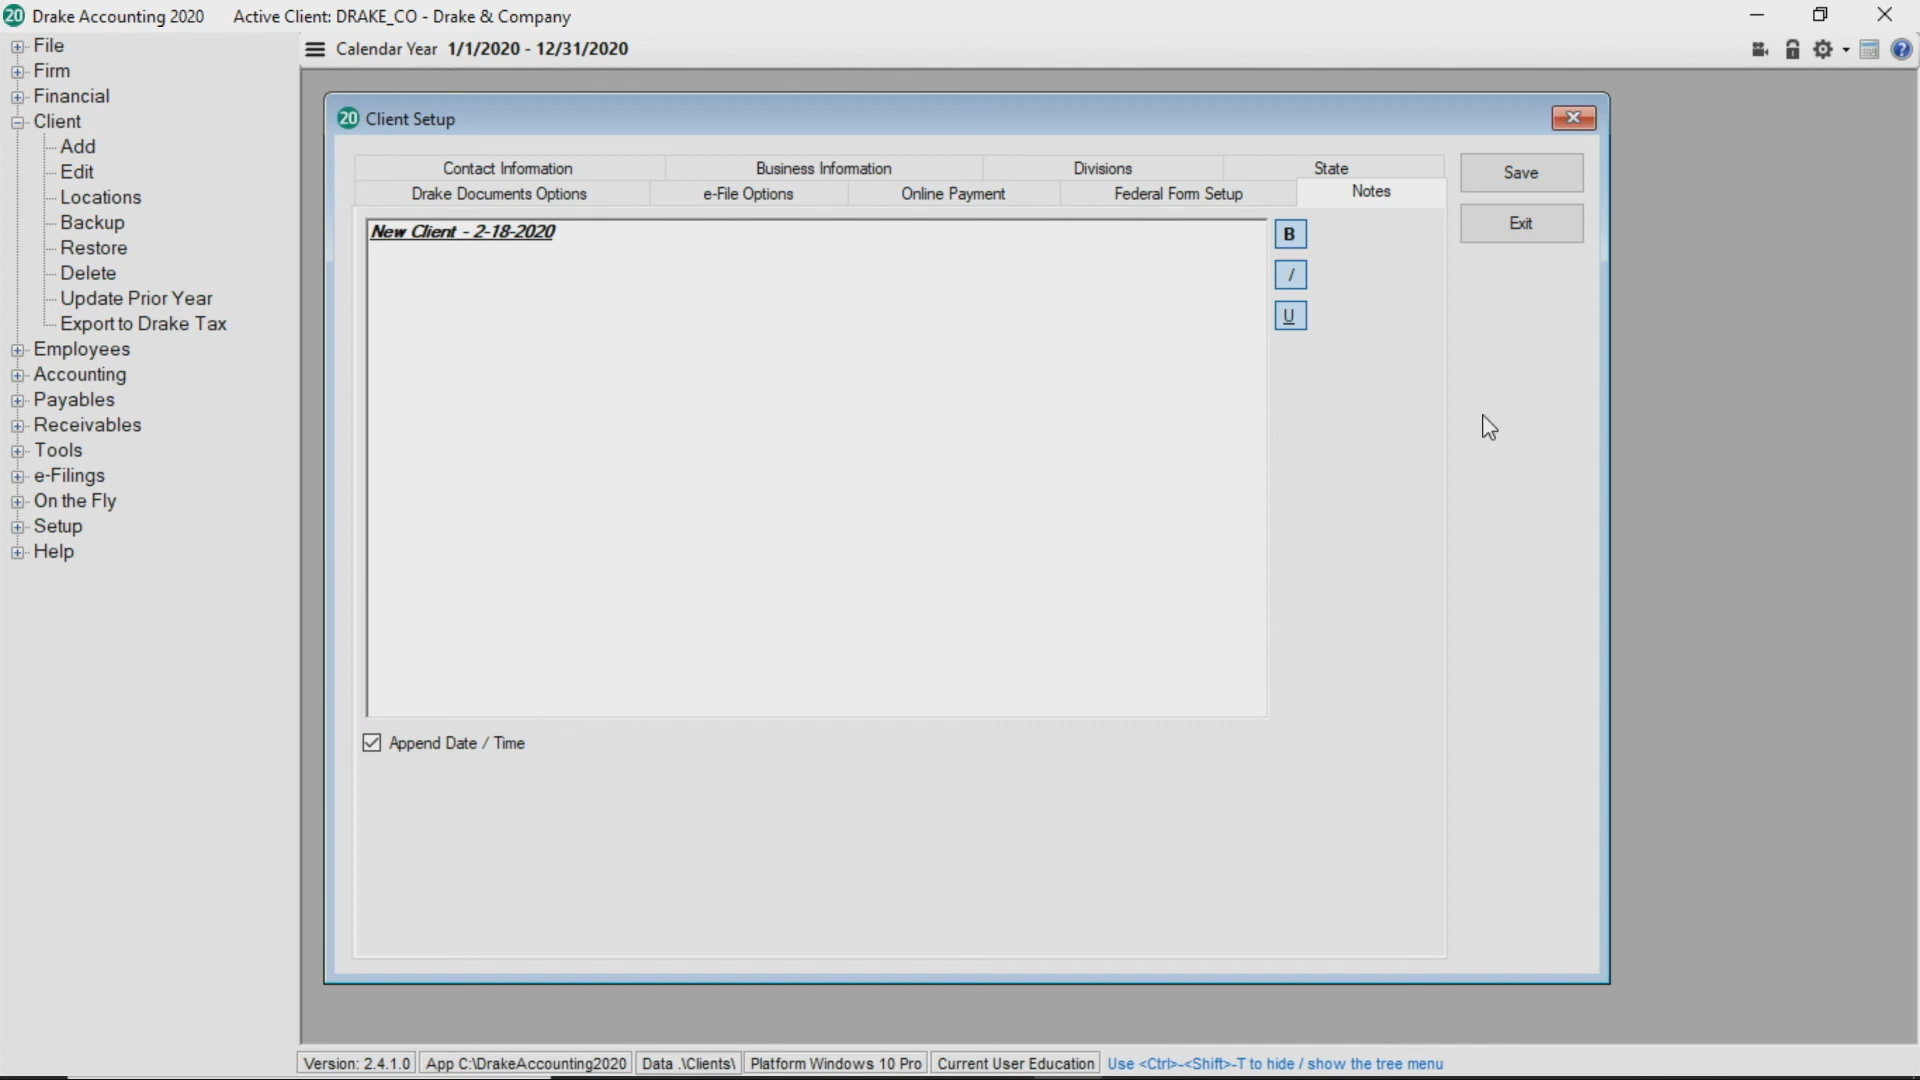 20 Drake Accounting 2020 Active Client: DRAKE_CO - Drake & Company
Calendar Year 1/1/2020 - 12/31/2020
File
Firm
Financial
Client
Add
Edit
Locations
Backup
Restore
Delete
Update Prior Year
Export to Drake Tax
Employees
Accounting
Payables
Receivables
Tools
e-Filings
On the Fly
Setup
Help
20 Client Setup
Contact Information Business Information Divisions State
Drake Documents Options e-File Options Online Payment Federal Form Setup Notes
Save
Exit
New Client - 2-18-2020
B
I
U
Append Date / Time
Version: 2.4.1.0 App C:\DrakeAccounting2020 Data .\Clients\ Platform Windows 10 Pro Current User Education Use <Ctrl>-<Shift>-T to hide / show the tree menu